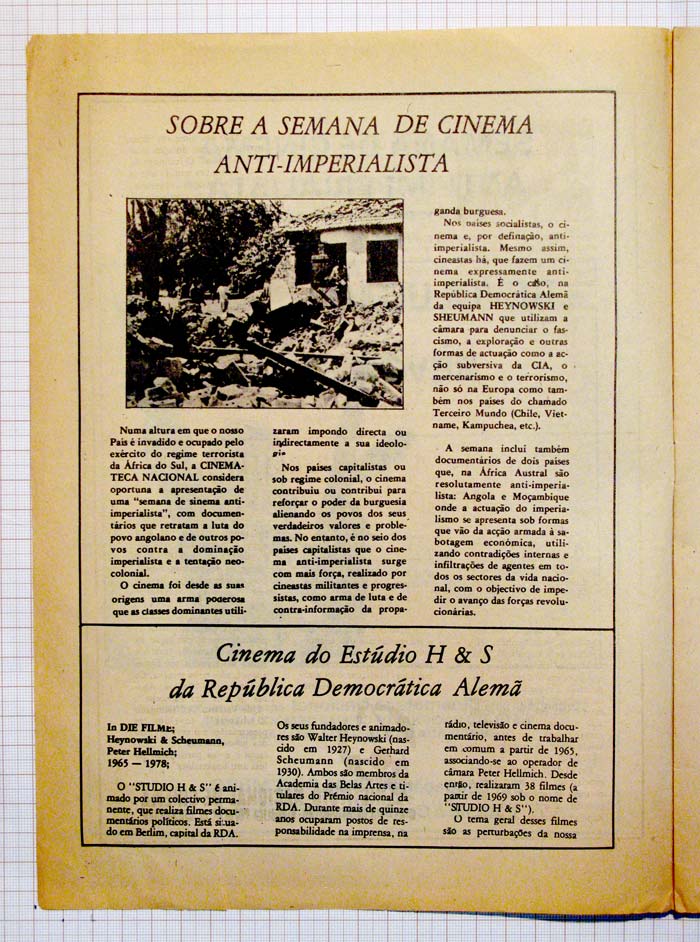 SOBRE A SEMANA DE CINEMA
ANTI-IMPERIALISTA
Numa altura em que o nosso
País é invadido e ocupado pelo
exército do regime terrorista
da África do Sul, a CINEMA-
TECA NACIONAL considera
oportuna a apresentação de
uma “semana de sinema anti-
imperialista”, com documen-
tários que retratam a luta do
povo angolano e de outros po-
vos contra a dominação
imperialista e a tentação neo-
colonial.
O cinema foi desde as suas
origens uma arma poderosa
que as classes dominantes utili-
zaram impondo directa ou
indirectamente a sua ideolo-
gia
Nos países capitalistas ou
sob regime colonial, o cinema
contribuiu ou contribui para
reforçar o poder da burguesia
alienando os povos dos seus
verdadeiros valores e proble-
mas. No entanto, é no seio dos
países capitalistas que o cine-
ma anti-imperialista surge
com mais força, realizado por
cineastas militantes e progres-
sistas, como arma de luta e de
contra-informação da propa-
ganda burguesa.
Nos países socialistas, o ci-
nema e, por definação, anti-
imperialista. Mesmo assim,
cineastas há, que fazem um ci-
nema expressamente anti-
imperialista. É o caso, na
República Democrática Alemã
da equipa HEYNOWSKI e
SHEUMANN que utilizam a
câmara para denunciar o fas-
cismo, a exploração e outras
formas de actuação como a ac-
ção subversiva da CIA, o
mercenarismo e o terrorismo,
não só na Europa como tam-
bém nos países do chamado
Terceiro Mundo (Chile, Viet-
name, Kampuchea, etc.).
A semana inclui também
documentários de dois países
que, na África Austral são
resolutamente anti-imperia-
lista: Angola e Moçambique
onde a actuação do imperia-
lismo se apresenta sob formas
que vão da acção armada à sa-
botagem económica, utili-
zando contradições internas e
infiltrações de agentes em to-
dos os sectores da vida nacio-
nal, com o objectivo de impe-
dir o avanço das forças revolu-
cionárias.
Cinema do Estúdio H & S
da República Democrática Alemã
In DIE FILME;
Heynowski & Scheumann,
Peter Hellmich;
1965 — 1978;
O “STUDIO H & S” é ani-
mado por um colectivo perma-
nente, que realiza filmes docu-
mentários políticos. Está situa-
do em Berlim, capital da RDA.
Os seus fundadores e animado-
res são Walter Heynowski (nas-
cido em 1927) e Gerhard
Scheumann (nascido em
1930). Ambos são membros da
Academia das Belas Artes e ti-
tulares do Prémio nacional da
RDA. Durante mais de quinze
anos ocuparam postos de res-
ponsabilidade na imprensa, na
rádio, televisão e cinema docu-
mentário, antes de trabalhar
em comum a partir de 1965,
associando-se ao operador de
câmara Peter Hellmich. Desde
então, realizaram 38 filmes (a
partir de 1969 sob o nome de
“STUDIO H & S”).
O tema geral desses filmes
são as perturbações da nossa